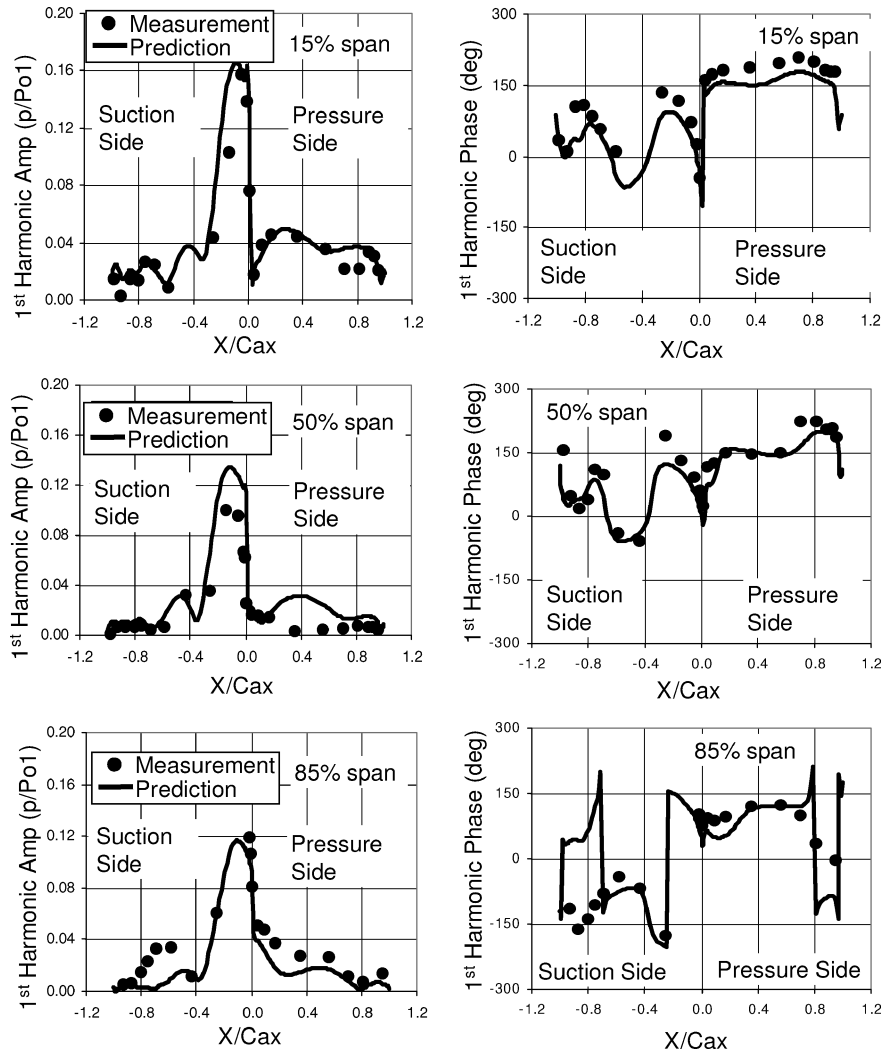 Measurement
Prediction
15% span
1st Harmonic Amp (p/Po1)
0.20
0.16
0.12
0.08
0.04
0.00
Suction
Side
Pressure
Side
-1.2 -0.8 -0.4 0.0 0.4 0.8 1.2
X/Cax
15% span
1st Harmonic Phase (deg)
300
150
0
-150
-300
Suction
Side
Pressure
Side
-1.2 -0.8 -0.4 0.0 0.4 0.8 1.2
X/Cax
Measurement
Prediction
50% span
1st Harmonic Amp (p/Po1)
0.20
0.16
0.12
0.08
0.04
0.00
Suction
Side
Pressure
Side
-1.2 -0.8 -0.4 0.0 0.4 0.8 1.2
X/Cax
50% span
1st Harmonic Phase (deg)
300
150
0
-150
-300
Suction
Side
Pressure
Side
-1.2 -0.8 -0.4 0.0 0.4 0.8 1.2
X/Cax
Measurement
Prediction
85% span
1st Harmonic Amp (p/Po1)
0.20
0.16
0.12
0.08
0.04
0.00
Suction
Side
Pressure
Side
-1.2 -0.8 -0.4 0.0 0.4 0.8 1.2
X/Cax
85% span
1st Harmonic Phase (deg)
300
150
0
-150
-300
Suction Side
Pressure Side
-1.2 -0.8 -0.4 0.0 0.4 0.8 1.2
X/Cax